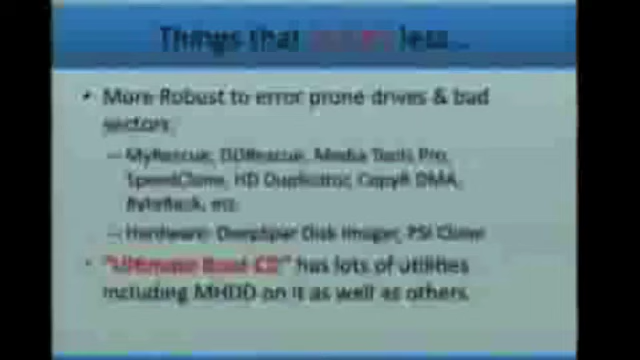 Things that less...
• More Robust to error prone drives & bad
sectors
– MyRescue, DDRescue, Media Tools Pro,
SpeedClone, HD Duplicator, CopyR DMA,
ByteBack, etc
– Hardware: DeepSpar Disk Imager, PSI Clone
• "Ultimate Boot CD" has lots of utilities
including MHDD on it as well as others